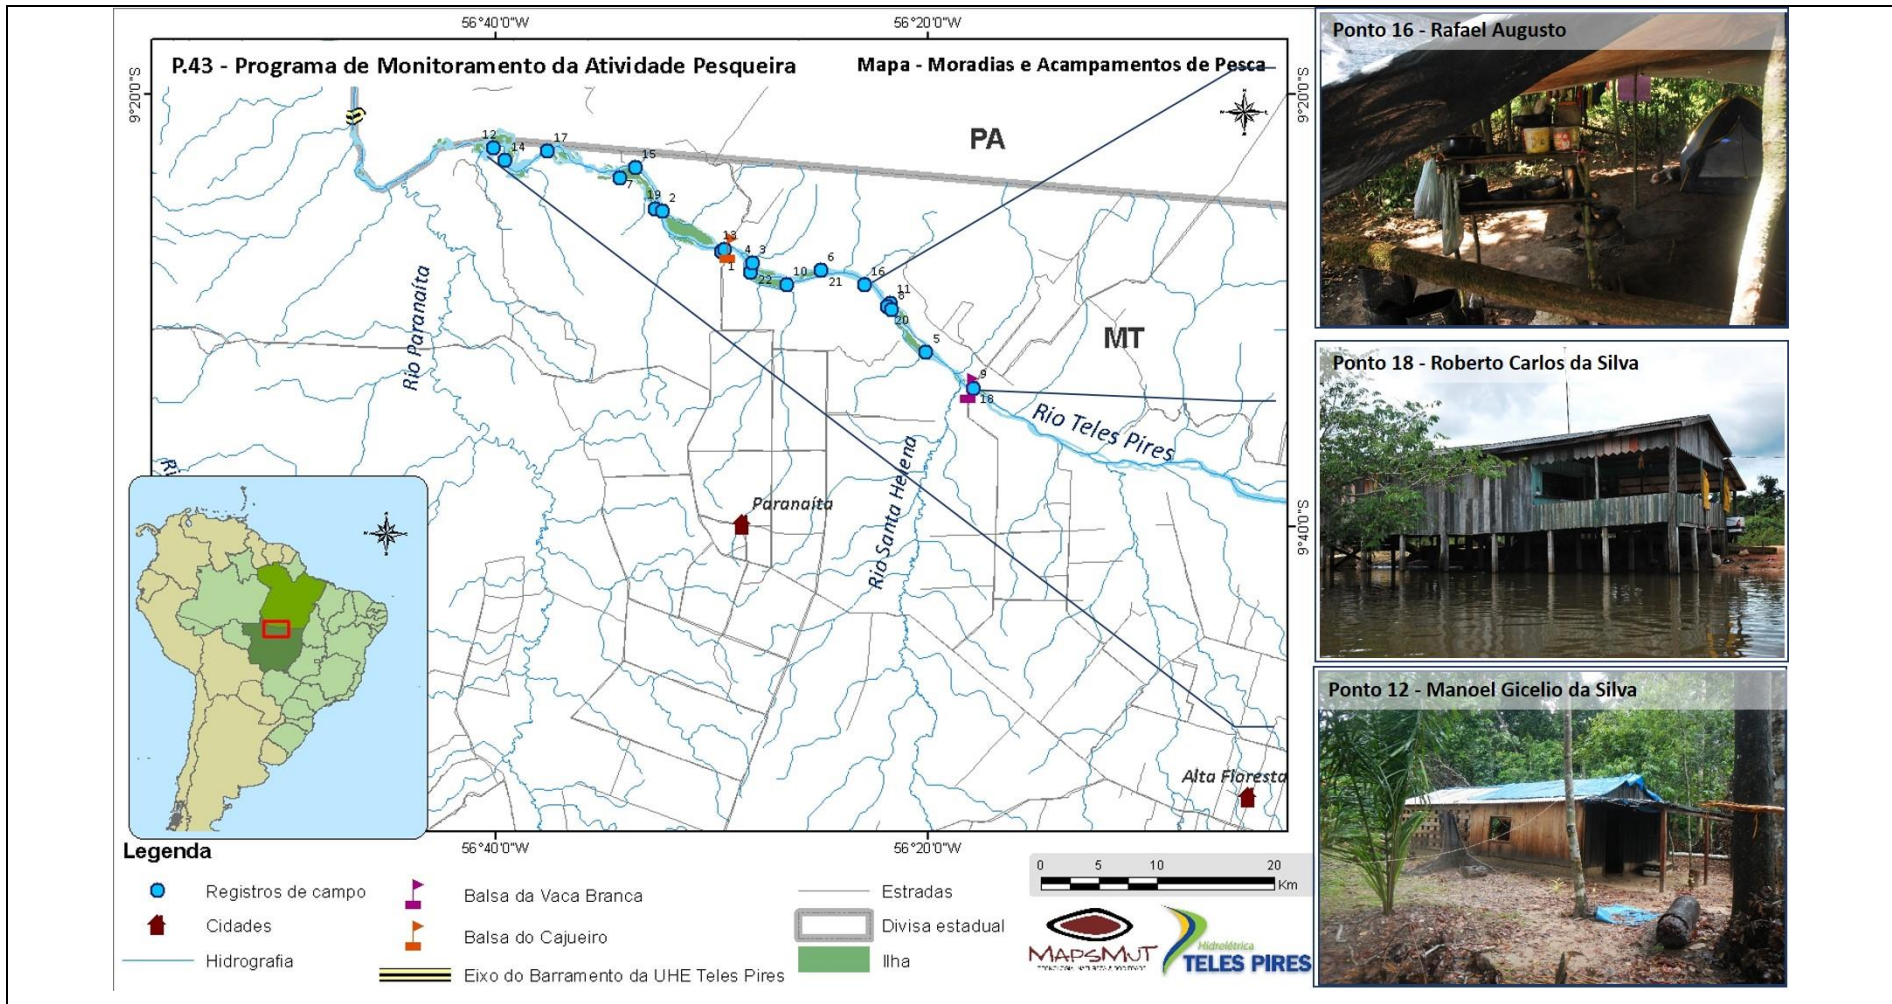 56°40'0"W
56°20'0"W
P.43 - Programa de Monitoramento da Atividade Pesqueira
Mapa - Moradias e Acampamentos de Pesca
9°20'0"S
9°20'0"S
PA
12
14
17
15
7
19
2
13
1
4
3
22
10
6
21
16
11
8
20
5
9
18
MT
Rio Paranaíta
Rio Teles Pires
Rio Santa Helena
Paranaíta
9°40'0"S
Alta Floresta
56°40'0"W
56°20'0"W
Legenda
Registros de campo
Cidades
Hidrografia
Balsa da Vaca Branca
Balsa do Cajueiro
Eixo do Barramento da UHE Teles Pires
Estradas
Divisa estadual
Ilha
0 5 10 20
Km
MAPSMUT
Hidrelétrica
TELES PIRES
Ponto 16 - Rafael Augusto
Ponto 18 - Roberto Carlos da Silva
Ponto 12 - Manoel Gicelio da Silva